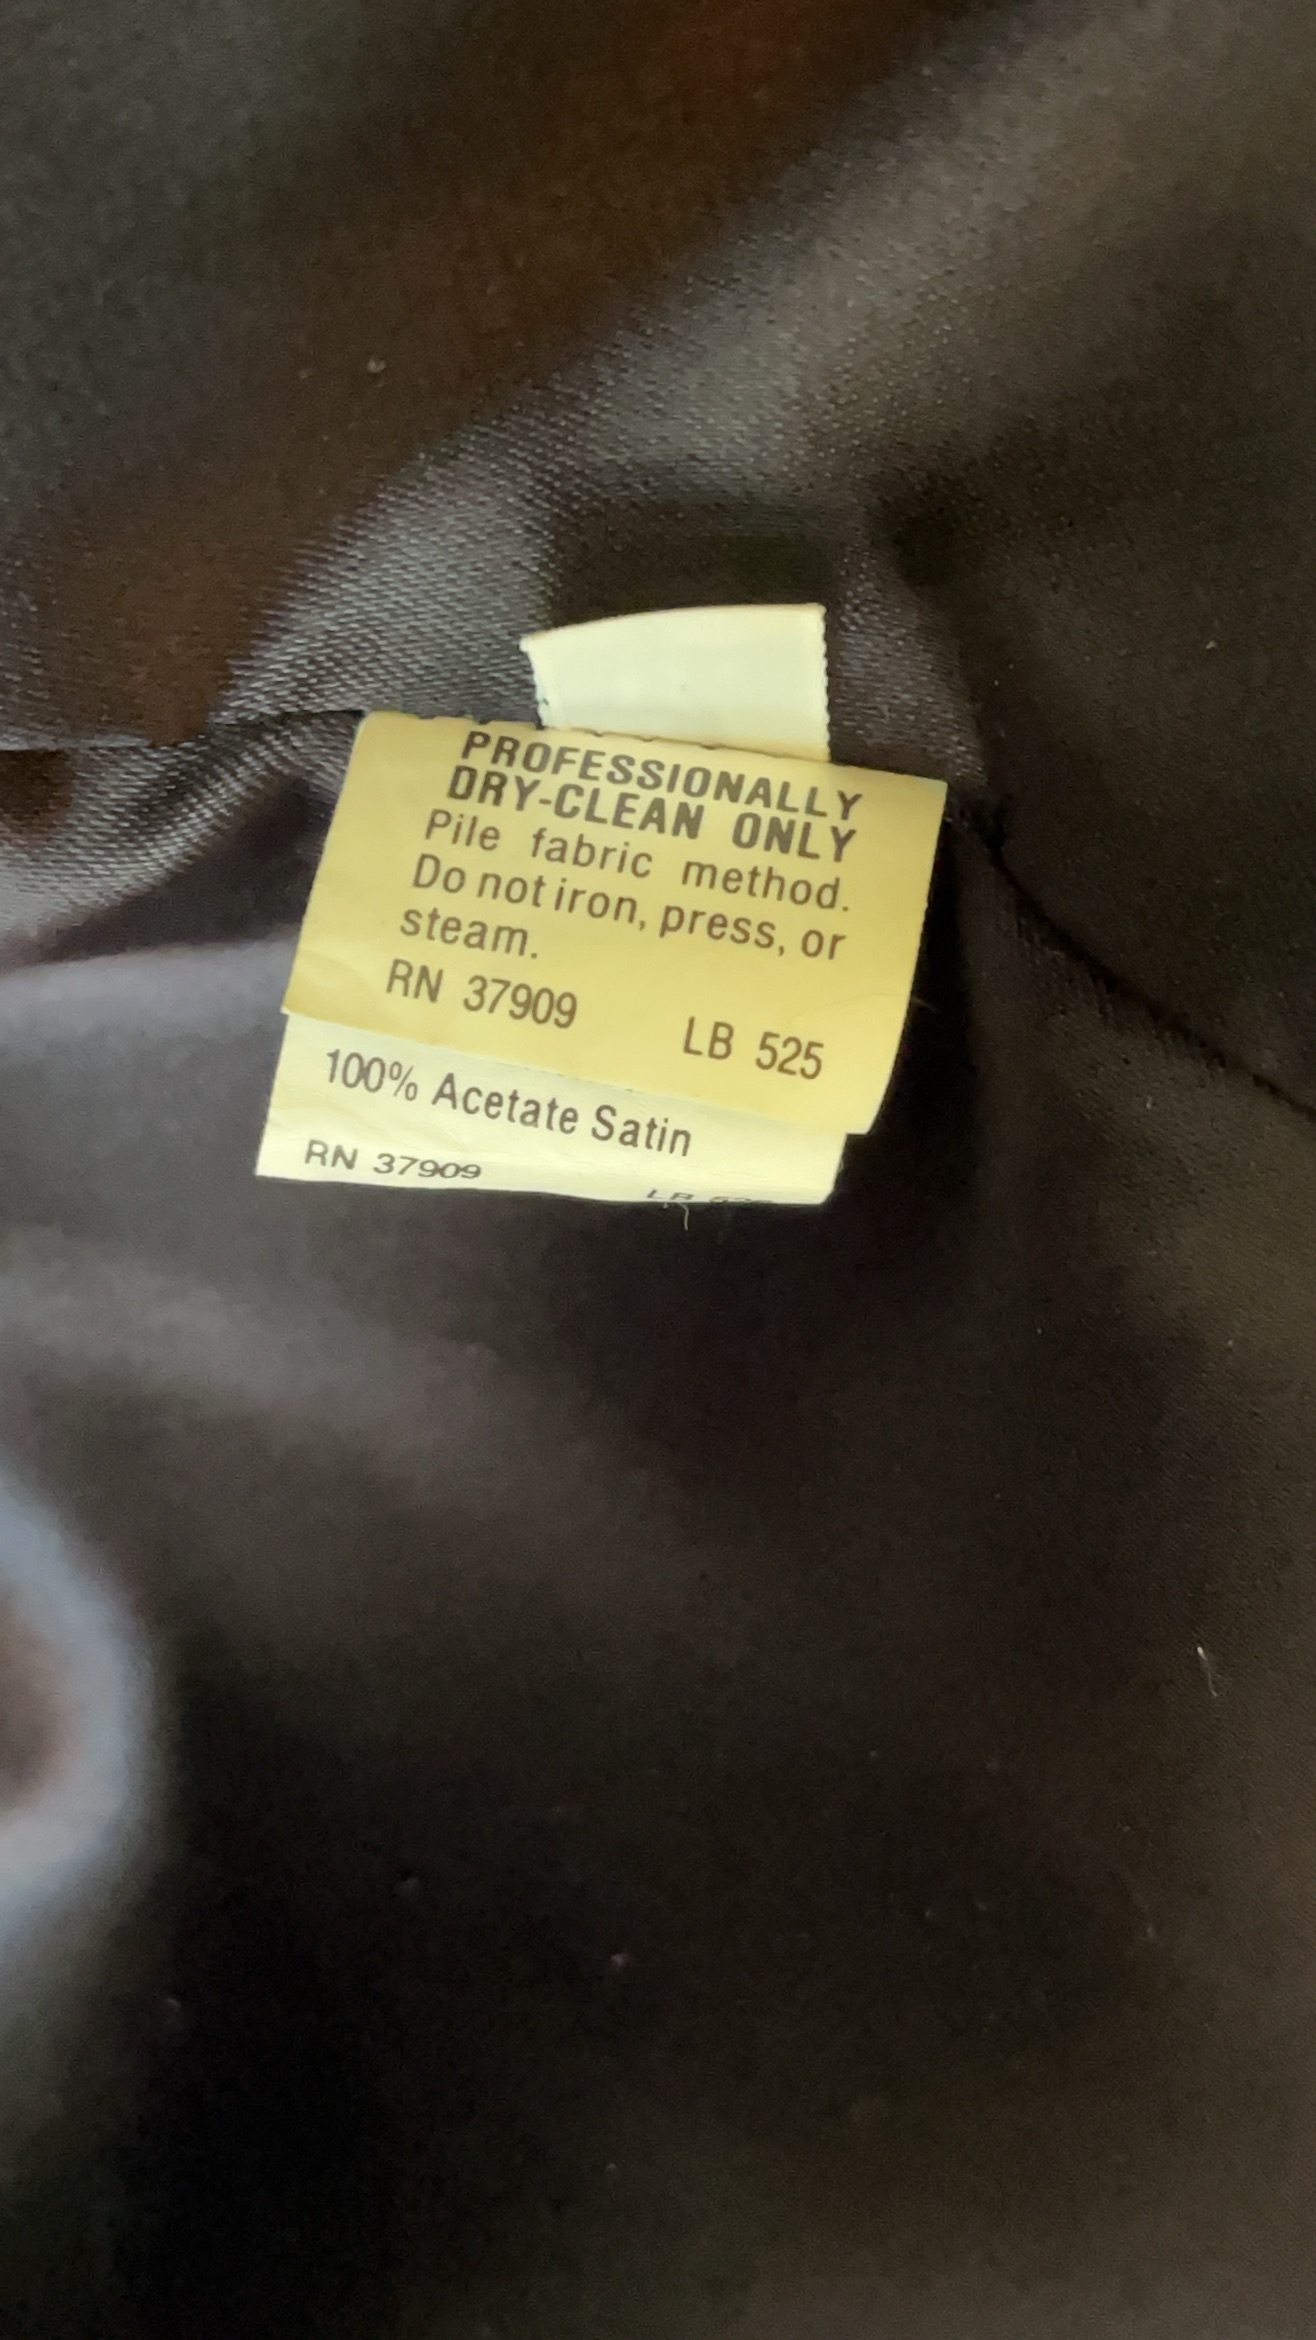 PROFESSIONALLY
DRY-CLEAN ONLY
Pile fabric method.
Do not iron, press, or
steam.
RN 37909 LB 525
100% Acetate Satin
RN 37909 LB